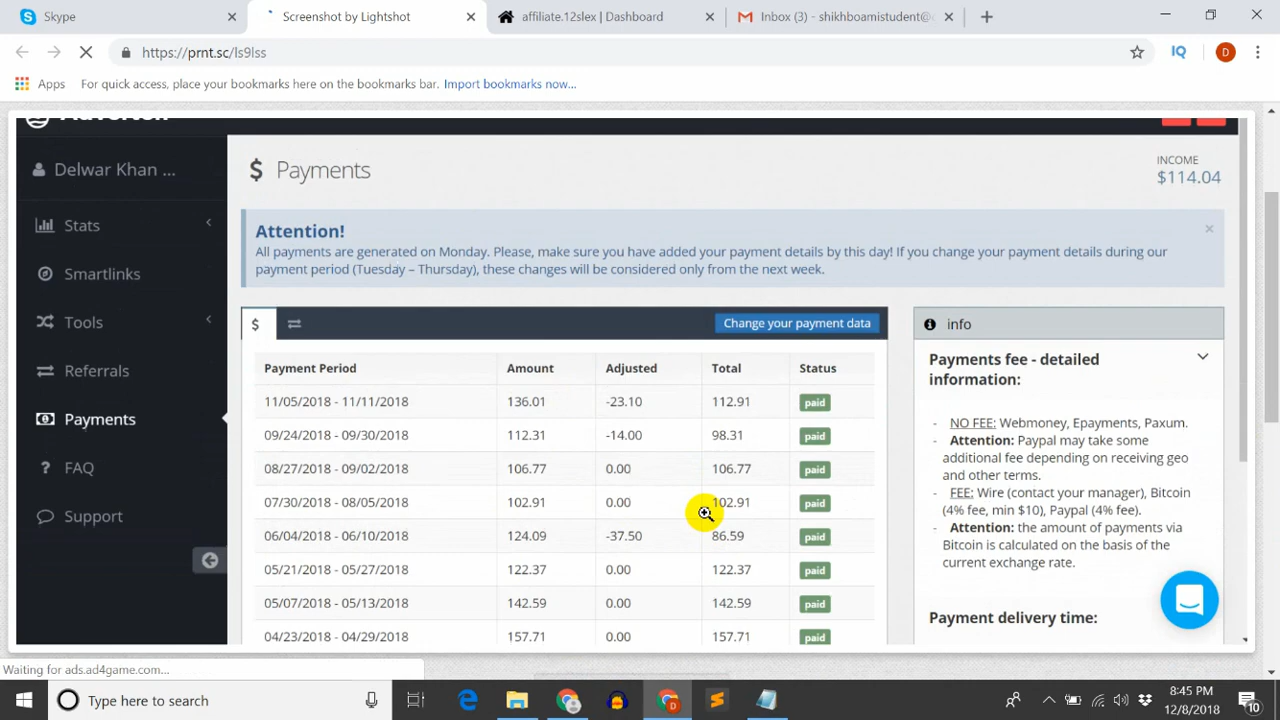 Skype
Screenshot by Lightshot
affiliate.12slex | Dashboard
Inbox (3) - shikhboamistudent@
https://prnt.sc/ls9lss
IQ
D
Apps
For quick access, place your bookmarks here on the bookmarks bar. Import bookmarks now...
Delwar Khan ...
$ Payments
INCOME
$114.04
Stats
Smartlinks
Tools
Referrals
Payments
FAQ
Support
Attention!
All payments are generated on Monday. Please, make sure you have added your payment details by this day! If you change your payment details during our
payment period (Tuesday – Thursday), these changes will be considered only from the next week.
$
Change your payment data
Payment Period Amount Adjusted Total Status
11/05/2018 - 11/11/2018 136.01 -23.10 112.91 paid
09/24/2018 - 09/30/2018 112.31 -14.00 98.31 paid
08/27/2018 - 09/02/2018 106.77 0.00 106.77 paid
07/30/2018 - 08/05/2018 102.91 0.00 102.91 paid
06/04/2018 - 06/10/2018 124.09 -37.50 86.59 paid
05/21/2018 - 05/27/2018 122.37 0.00 122.37 paid
05/07/2018 - 05/13/2018 142.59 0.00 142.59 paid
04/23/2018 - 04/29/2018 157.71 0.00 157.71 paid
info
Payments fee - detailed
information:
- NO FEE: Webmoney, Epayments, Paxum.
- Attention: Paypal may take some
additional fee depending on receiving geo
and other terms.
- FEE: Wire (contact your manager), Bitcoin
(4% fee, min $10), Paypal (4% fee).
- Attention: the amount of payments via
Bitcoin is calculated on the basis of the
current exchange rate.
Payment delivery time:
Waiting for ads.ad4game.com...
Type here to search
D
8:45 PM
12/8/2018
10